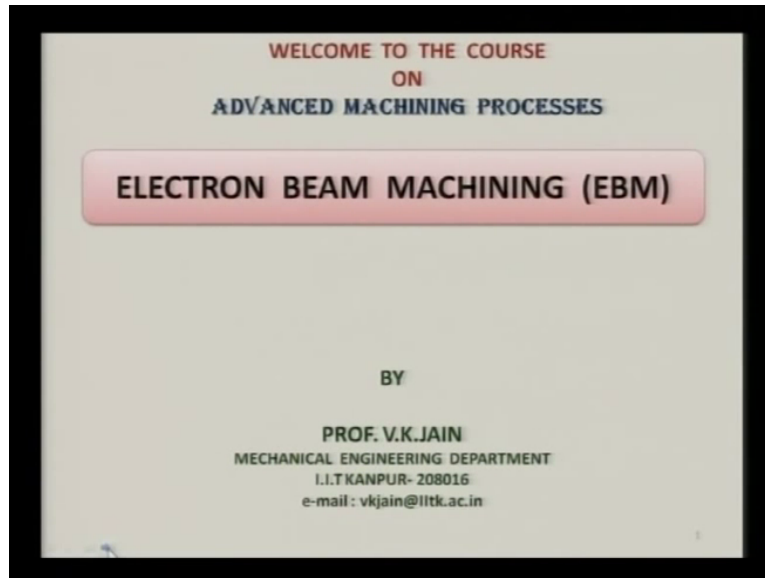 WELCOME TO THE COURSE
ON
ADVANCED MACHINING PROCESSES
ELECTRON BEAM MACHINING (EBM)
BY
PROF. V.K.JAIN
MECHANICAL ENGINEERING DEPARTMENT
I.I.T KANPUR- 208016
e-mail : vkjain@IItk.ac.in
1